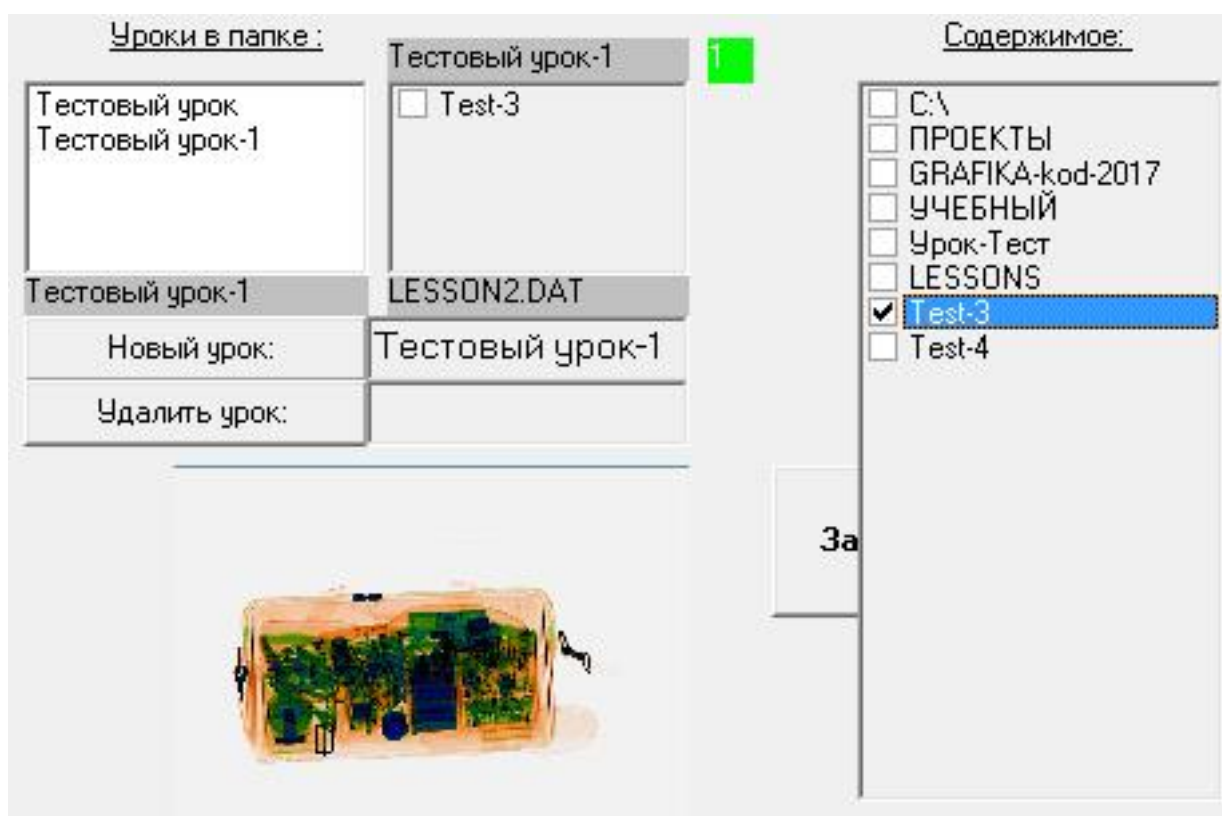 Уроки в папке :
Тестовый урок
Тестовый урок-1
Тестовый урок-1
Новый урок:
Удалить урок:
Тестовый урок-1
1
Test-3
LESSON2.DAT
Тестовый урок-1
За
Содержимое:
C:\
ПРОЕКТЫ
GRAFIKA-kod-2017
УЧЕБНЫЙ
Урок-Тест
LESSONS
Test-3
Test-4